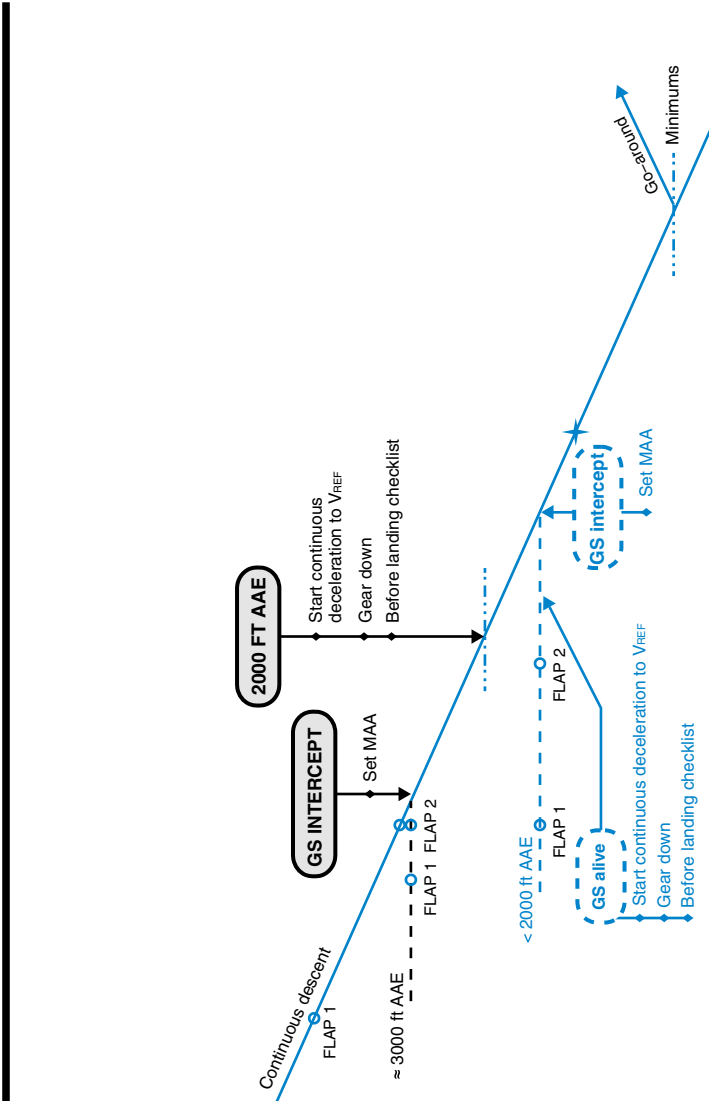 Continuous descent
FLAP 1
≈ 3000 ft AAE
FLAP 1
FLAP 2
GS INTERCEPT
Set MAA
2000 FT AAE
Start continuous
deceleration to VREF
Gear down
Before landing checklist
< 2000 ft AAE
FLAP 1
FLAP 2
GS alive
Start continuous deceleration to VREF
Gear down
Before landing checklist
GS intercept
Set MAA
Go–around
Minimums